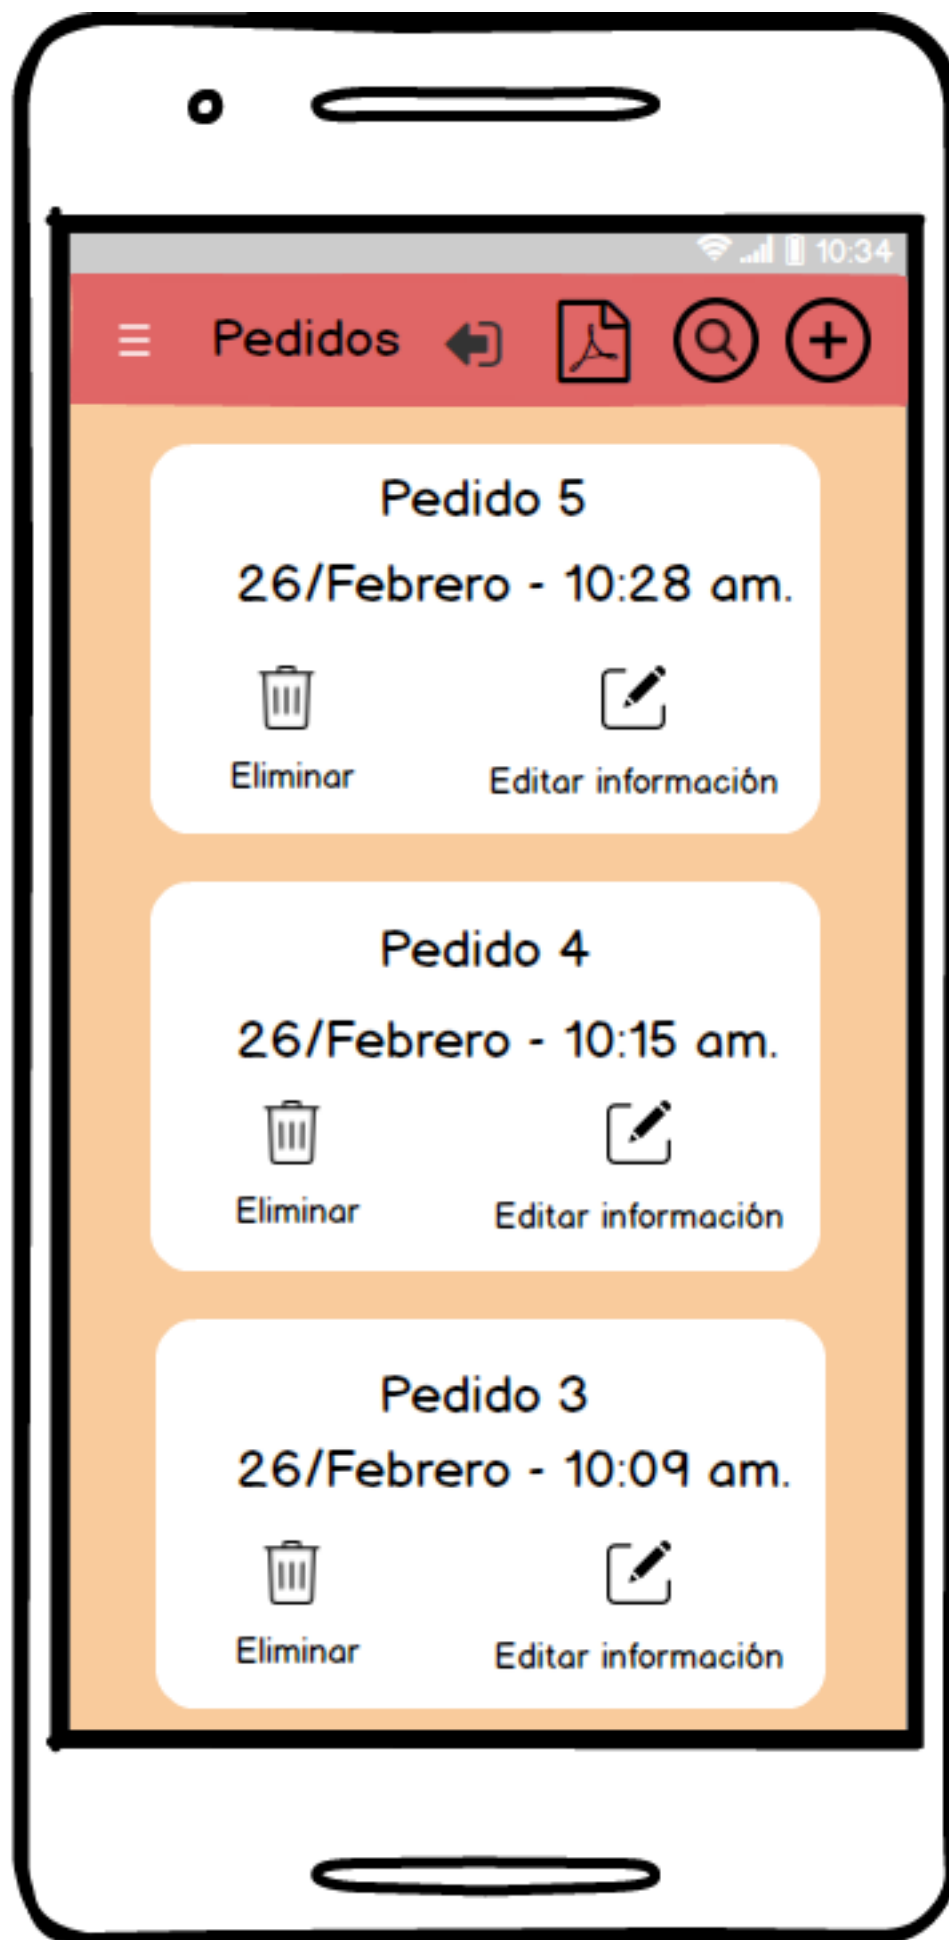 10:34
Pedidos
Pedido 5
26/Febrero - 10:28 am.
Eliminar
Editar información
Pedido 4
26/Febrero - 10:15 am.
Eliminar
Editar información
Pedido 3
26/Febrero - 10:09 am.
Eliminar
Editar información